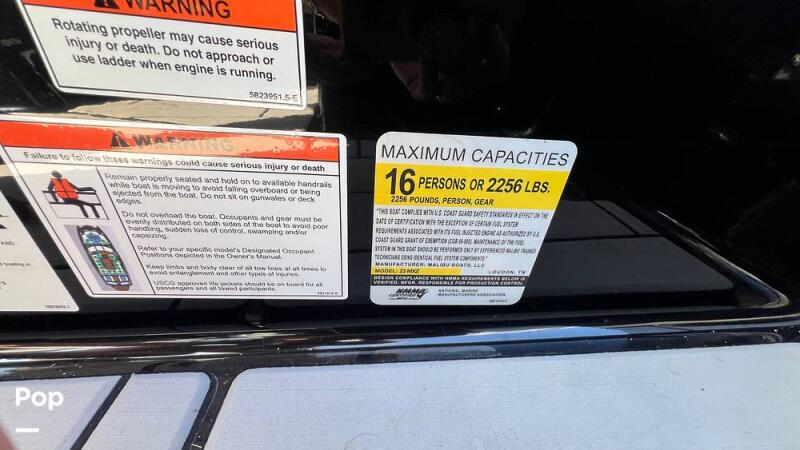 WARNING
Rotating propeller may cause serious
injury or death. Do not approach or
use ladder when engine is running.
5823951.5-E
WARNING
Failure to follow these warnings could cause serious injury or death
Remain properly seated and hold on to available handrails
while boat is moving to avoid falling overboard or being
ejected from the boat. Do not sit on gunwales or deck
edges.
Do not overload the boat. Occupants and gear must be
evenly distributed on both sides of the boat to avoid poor
handling, sudden loss of control, swamping and/or
capsizing.
Refer to your specific model's Designated Occupant
Positions depicted in the Owner's Manual.
Keep limbs and body clear of all tow lines at all times to
avoid entanglement and other types of injuries.
USCG approved life jackets should be on board for all
passengers and all towed participants.
AND
MAXIMUM CAPACITIES
16 PERSONS OR 2256 LBS.
2256 POUNDS, PERSON, GEAR
"THIS BOAT COMPLIES WITH U.S. COAST GUARD SAFETY STANDARDS IN EFFECT ON THE
DATE OF CERTIFICATION WITH THE EXCEPTION OF CERTAIN FUEL SYSTEM
REQUIREMENTS ASSOCIATED WITH ITS FUEL INJECTED ENGINE AS AUTHORIZED BY U.S.
COAST GUARD GRANT OF EXEMPTION (CGB 88-005). MAINTENANCE OF THE FUEL
SYSTEM IN THIS BOAT SHOULD BE PERFORMED ONLY BY EXPERIENCED MALIBU TRAINED
TECHNICIANS USING IDENTICAL FUEL SYSTEM COMPONENTS."
MANUFACTURER: MALIBU BOATS, LLC
MODEL: 23 MXZ LOUDON, TN
DESIGN COMPLIANCE WITH NMMA REQUIREMENTS BELOW IS
VERIFIED. MFGR. RESPONSIBLE FOR PRODUCTION CONTROL
NMMA CERTIFIED
NATIONAL MARINE
MANUFACTURERS ASSOCIATION
Pop